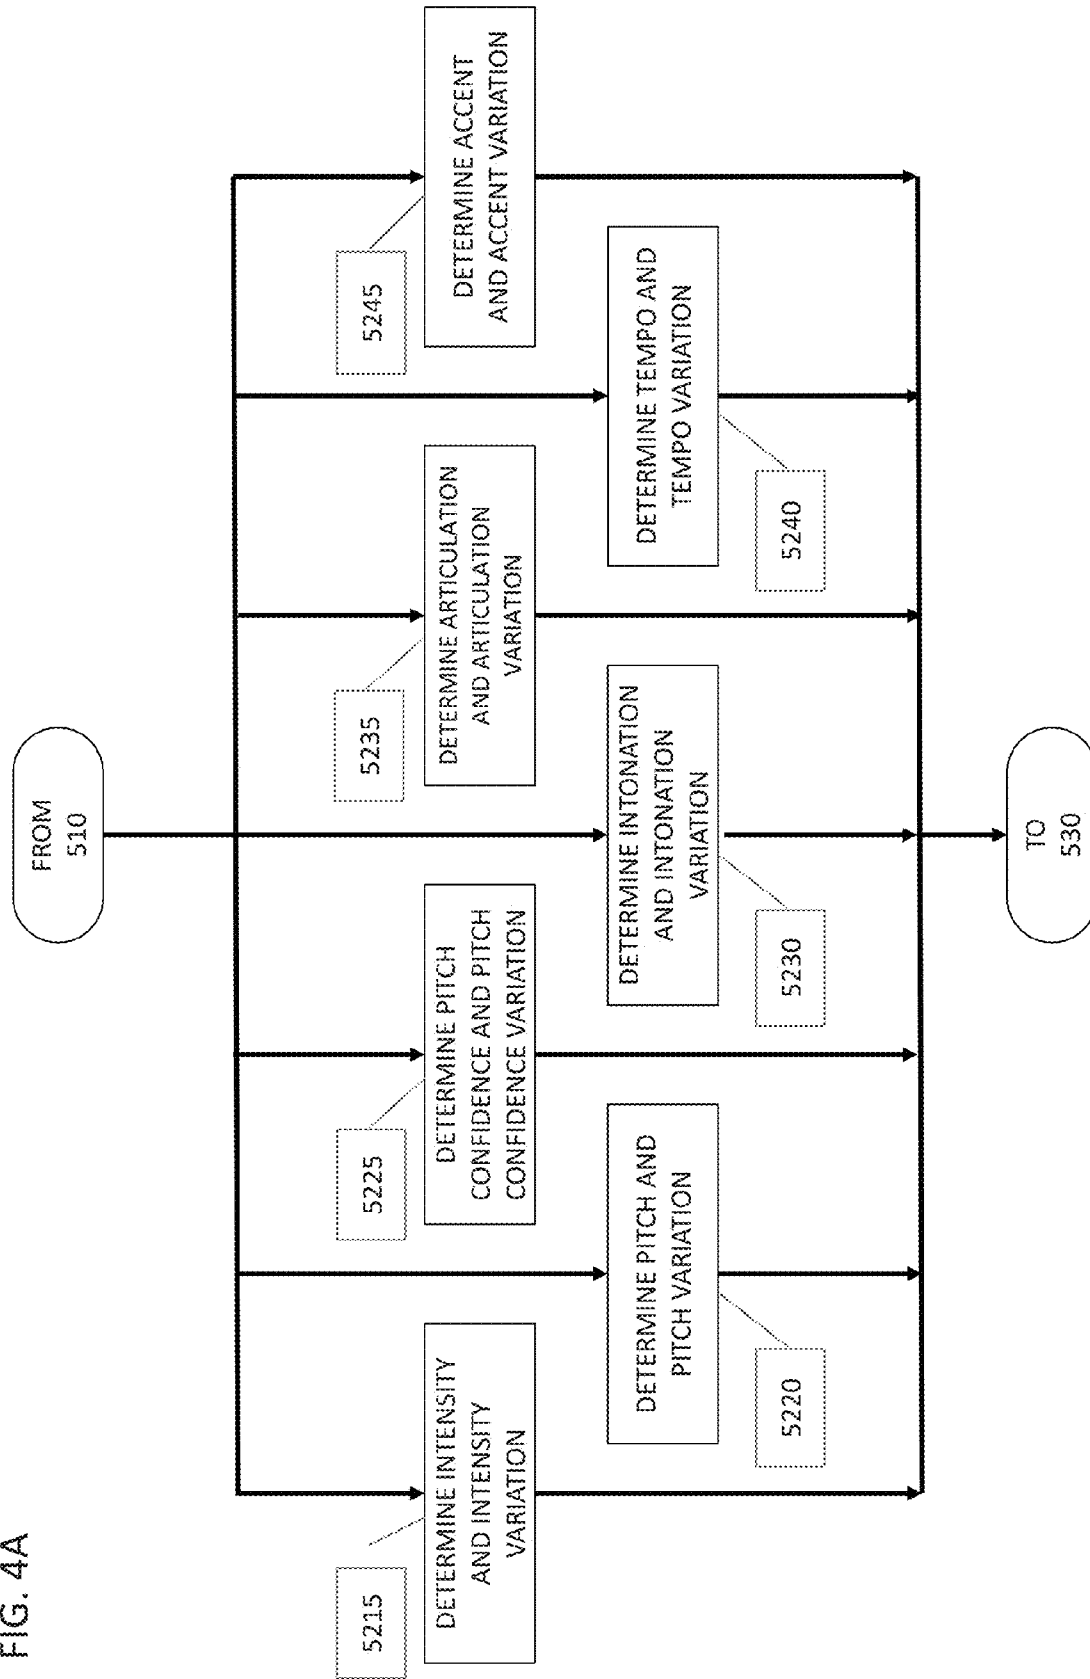 FIG. 4A
FROM
510
5215
DETERMINE INTENSITY
AND INTENSITY
VARIATION
5225
DETERMINE PITCH
CONFIDENCE AND PITCH
CONFIDENCE VARIATION
5235
DETERMINE ARTICULATION
AND ARTICULATION
VARIATION
5245
DETERMINE ACCENT
AND ACCENT VARIATION
DETERMINE PITCH AND
PITCH VARIATION
5220
DETERMINE INTONATION
AND INTONATION
VARIATION
5230
DETERMINE TEMPO AND
TEMPO VARIATION
5240
TO
530